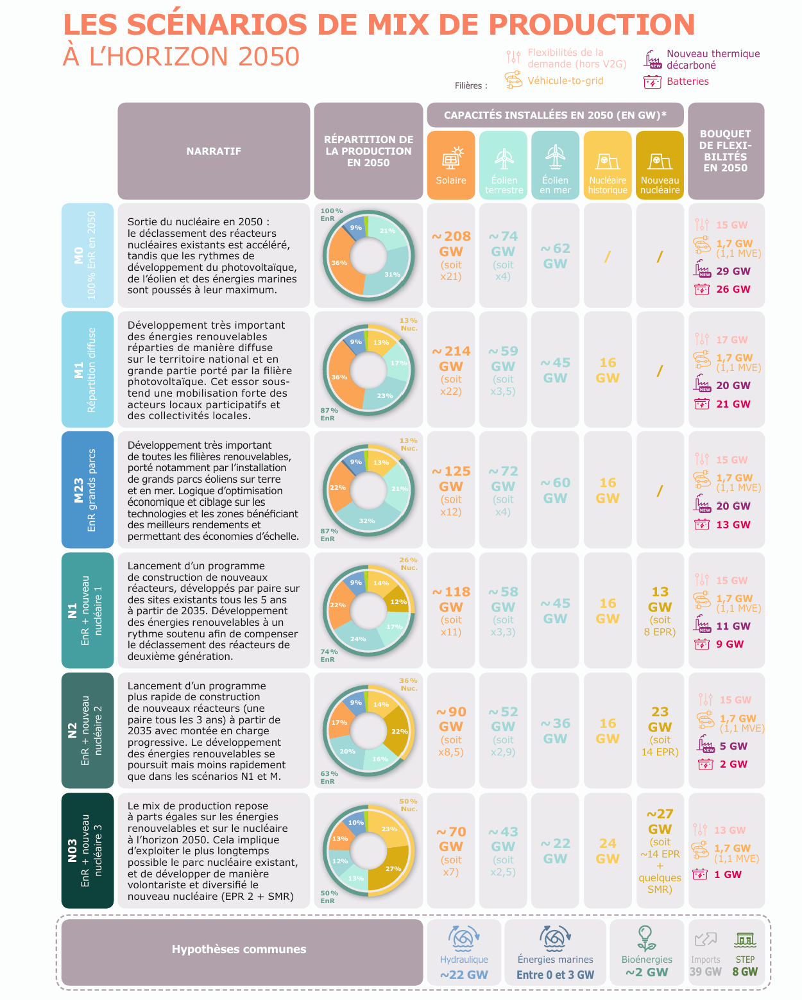 LES SCÉNARIOS DE MIX DE PRODUCTION
À L’HORIZON 2050
Filières :
Flexibilités de la
demande (hors V2G)
Véhicule-to-grid
Nouveau thermique
décarboné
NEW
Batteries
NARRATIF
RÉPARTITION DE
LA PRODUCTION
EN 2050
CAPACITÉS INSTALLÉES EN 2050 (EN GW)*
Solaire
Éolien
terrestre
Éolien
en mer
Nucléaire
historique
Nouveau
nucléaire
BOUQUET
DE FLEXI-
BILITÉS
EN 2050
M0
100% EnR en 2050
Sortie du nucléaire en 2050 :
le déclassement des réacteurs
nucléaires existants est accéléré,
tandis que les rythmes de
développement du photovoltaïque,
de l’éolien et des énergies marines
sont poussés à leur maximum.
100%
EnR
9%
21%
36%
31%
~208
GW
(soit
x21)
~74
GW
(soit
x4)
~62
GW
/
/
15 GW
1,7 GW
(1,1 MVE)
NEW
29 GW
26 GW
M1
Répartition diffuse
Développement très important
des énergies renouvelables
réparties de manière diffuse
sur le territoire national et en
grande partie porté par la filière
photovoltaïque. Cet essor sous-
tend une mobilisation forte des
acteurs locaux participatifs et
des collectivités locales.
13%
Nuc.
9%
13%
17%
36%
23%
87%
EnR
~214
GW
(soit
x22)
~59
GW
(soit
x3,5)
~45
GW
16
GW
/
17 GW
1,7 GW
(1,1 MVE)
NEW
20 GW
21 GW
M23
EnR grands parcs
Développement très important
de toutes les filières renouvelables,
porté notamment par l’installation
de grands parcs éoliens sur terre
et en mer. Logique d’optimisation
économique et ciblage sur les
technologies et les zones bénéficiant
des meilleurs rendements et
permettant des économies d’échelle.
13%
Nuc.
9%
13%
22%
21%
32%
87%
EnR
~125
GW
(soit
x12)
~72
GW
(soit
x4)
~60
GW
16
GW
/
15 GW
1,7 GW
(1,1 MVE)
NEW
20 GW
13 GW
N1
EnR + nouveau
nucléaire 1
Lancement d’un programme
de construction de nouveaux
réacteurs, développés par paire sur
des sites existants tous les 5 ans
à partir de 2035. Développement
des énergies renouvelables à un
rythme soutenu afin de compenser
le déclassement des réacteurs de
deuxième génération.
26%
Nuc.
9%
14%
12%
22%
17%
24%
74%
EnR
~118
GW
(soit
x11)
~58
GW
(soit
x3,3)
~45
GW
16
GW
13
GW
(soit
8 EPR)
15 GW
1,7 GW
(1,1 MVE)
NEW
11 GW
9 GW
N2
EnR + nouveau
nucléaire 2
Lancement d’un programme
plus rapide de construction
de nouveaux réacteurs (une
paire tous les 3 ans) à partir de
2035 avec montée en charge
progressive. Le développement
des énergies renouvelables se
poursuit mais moins rapidement
que dans les scénarios N1 et M.
36%
Nuc.
9%
14%
17%
22%
20%
16%
63%
EnR
~90
GW
(soit
x8,5)
~52
GW
(soit
x2,9)
~36
GW
16
GW
23
GW
(soit
14 EPR)
15 GW
1,7 GW
(1,1 MVE)
NEW
5 GW
2 GW
N03
EnR + nouveau
nucléaire 3
Le mix de production repose
à parts égales sur les énergies
renouvelables et sur le nucléaire
à l’horizon 2050. Cela implique
d’exploiter le plus longtemps
possible le parc nucléaire existant,
et de développer de manière
volontariste et diversifié le
nouveau nucléaire (EPR 2 + SMR)
50%
Nuc.
10%
23%
13%
12%
27%
13%
50%
EnR
~70
GW
(soit
x7)
~43
GW
(soit
x2,5)
~22
GW
24
GW
~27
GW
(soit
~14 EPR
+
quelques
SMR)
13 GW
1,7 GW
(1,1 MVE)
1 GW
Hypothèses communes
Hydraulique
~22 GW
Énergies marines
Entre 0 et 3 GW
Bioénergies
~2 GW
Imports
39 GW
STEP
8 GW